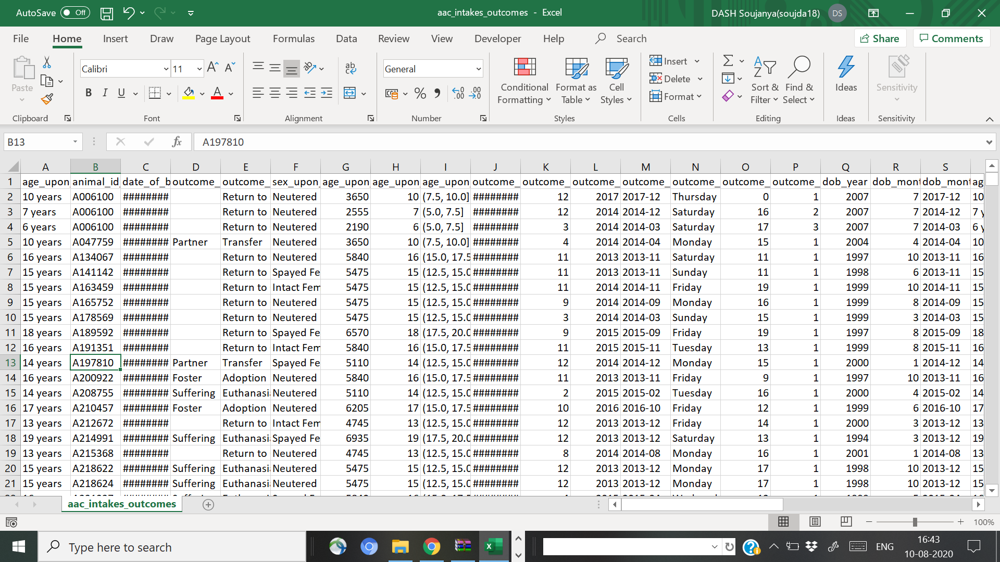 AutoSave Off aac_intakes_outcomes - Excel DASH Soujanya(soujda18) DS
File Home Insert Draw Page Layout Formulas Data Review View Developer Help Search Share Comments
Paste Calibri 11 General Conditional Formatting Format as Table Cell Styles Insert Delete Format Sort & Filter Find & Select Ideas Sensitivity
Clipboard Font Alignment Number Styles Cells Editing Ideas Sensitivity
B13 fx A197810
A B C D E F G H I J K L M N O P Q R S
1 age_upon_ animal_id_ date_of_b outcome_ outcome_ sex_upon_ age_upon_ age_upon_ age_upon_ outcome_ outcome_ outcome_ outcome_ outcome_ outcome_ outcome_ dob_year dob_mont dob_mont ag
2 10 years A006100 ######## Return to Neutered 3650 10 (7.5, 10.0] ######## 12 2017 2017-12 Thursday 0 1 2007 7 2017-12 10
3 7 years A006100 ######## Return to Neutered 2555 7 (5.0, 7.5] ######## 12 2014 2014-12 Saturday 16 2 2007 7 2014-12 7 y
4 6 years A006100 ######## Return to Neutered 2190 6 (5.0, 7.5] ######## 3 2014 2014-03 Saturday 17 3 2007 7 2014-03 6 y
5 10 years A047759 ######## Partner Transfer Neutered 3650 10 (7.5, 10.0] ######## 4 2014 2014-04 Monday 15 1 2004 4 2014-04 10
6 16 years A134067 ######## Return to Neutered 5840 16 (15.0, 17.5 ######## 11 2013 2013-11 Saturday 11 1 1997 10 2013-11 16
7 15 years A141142 ######## Return to Spayed Fe 5475 15 (12.5, 15.0 ######## 11 2013 2013-11 Sunday 11 1 1998 6 2013-11 15
8 15 years A163459 ######## Return to Intact Fem 5475 15 (12.5, 15.0 ######## 11 2014 2014-11 Friday 19 1 1999 10 2014-11 15
9 15 years A165752 ######## Return to Neutered 5475 15 (12.5, 15.0 ######## 9 2014 2014-09 Monday 16 1 1999 8 2014-09 15
10 15 years A178569 ######## Return to Neutered 5475 15 (12.5, 15.0 ######## 3 2014 2014-03 Sunday 15 1 1999 3 2014-03 15
11 18 years A189592 ######## Return to Spayed Fe 6570 18 (17.5, 20.0 ######## 9 2015 2015-09 Friday 19 1 1997 8 2015-09 18
12 16 years A191351 ######## Return to Intact Fem 5840 16 (15.0, 17.5 ######## 11 2015 2015-11 Tuesday 13 1 1999 8 2015-11 16
13 14 years A197810 ######## Partner Transfer Spayed Fe 5110 14 (12.5, 15.0 ######## 12 2014 2014-12 Monday 15 1 2000 1 2014-12 14
14 16 years A200922 ######## Foster Adoption Neutered 5840 16 (15.0, 17.5 ######## 11 2013 2013-11 Friday 9 1 1997 10 2013-11 16
15 14 years A208755 ######## Suffering Euthanasi Neutered 5110 14 (12.5, 15.0 ######## 2 2015 2015-02 Tuesday 16 1 2000 4 2015-02 14
16 17 years A210457 ######## Foster Adoption Neutered 6205 17 (15.0, 17.5 ######## 10 2016 2016-10 Friday 12 1 1999 6 2016-10 17
17 13 years A212672 ######## Return to Intact Fem 4745 13 (12.5, 15.0 ######## 12 2013 2013-12 Friday 14 1 2000 3 2013-12 13
18 19 years A214991 ######## Suffering Euthanasi Spayed Fe 6935 19 (17.5, 20.0 ######## 12 2013 2013-12 Saturday 13 1 1994 3 2013-12 19
19 13 years A215368 ######## Return to Neutered 4745 13 (12.5, 15.0 ######## 8 2014 2014-08 Monday 16 1 2001 1 2014-08 13
20 15 years A218622 ######## Suffering Euthanasi Neutered 5475 15 (12.5, 15.0 ######## 12 2013 2013-12 Monday 17 1 1998 10 2013-12 15
21 15 years A218624 ######## Suffering Euthanasi Neutered 5475 15 (12.5, 15.0 ######## 12 2013 2013-12 Monday 17 1 1998 10 2013-12 15
aac_intakes_outcomes
100%
Type here to search ENG 16:43
10-08-2020